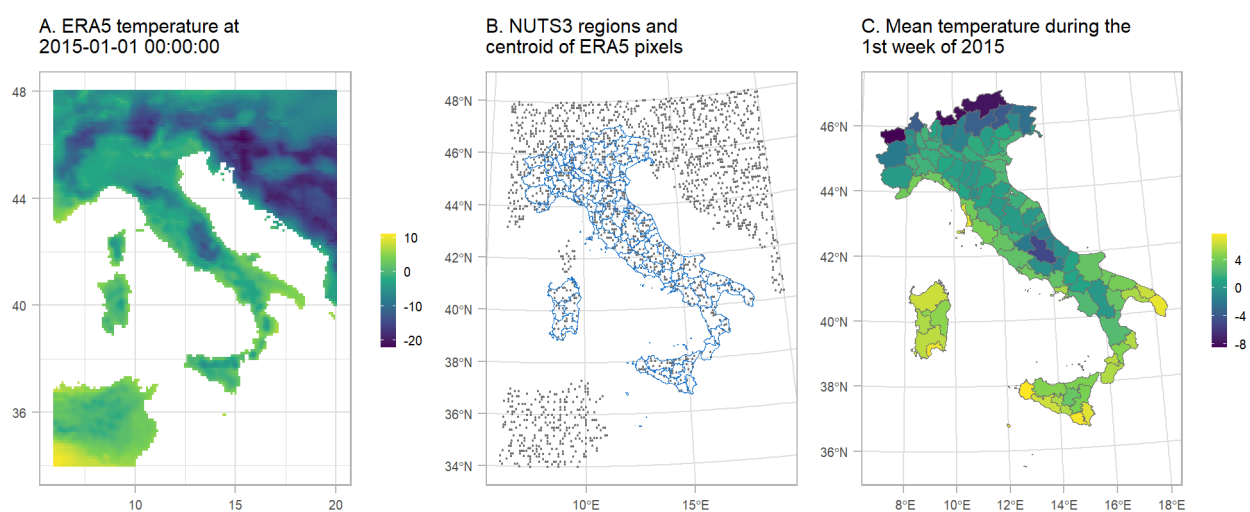 A. ERA5 temperature at
2015-01-01 00:00:00
48
44
40
36
10
15
20
10
0
-10
-20
B. NUTS3 regions and
centroid of ERA5 pixels
48°N
46°N
44°N
42°N
40°N
38°N
36°N
34°N
10°E
15°E
C. Mean temperature during the
1st week of 2015
46°N
44°N
42°N
40°N
38°N
36°N
8°E
10°E
12°E
14°E
16°E
18°E
4
0
-4
-8